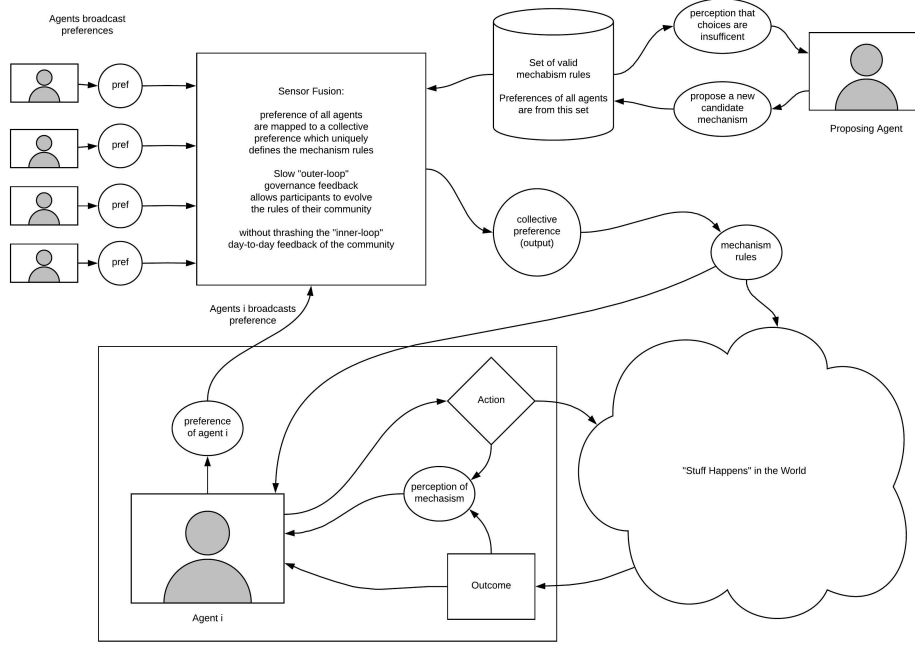 Agents broadcast
preferences
pref
pref
pref
pref
Sensor Fusion:
preference of all agents
are mapped to a collective
preference which uniquely
defines the mechanism rules
Slow "outer-loop"
governance feedback
allows participants to evolve
the rules of their community
without thrashing the "inner-loop"
day-to-day feedback of the community
Set of valid
mechabism rules
Preferences of all agents
are from this set
perception that
choices are
insufficent
propose a new
candidate
mechanism
Proposing Agent
collective
preference
(output)
mechanism
rules
Agents i broadcasts
preference
preference
of agent i
Action
perception of
mechasism
Outcome
Agent i
"Stuff Happens" in the World